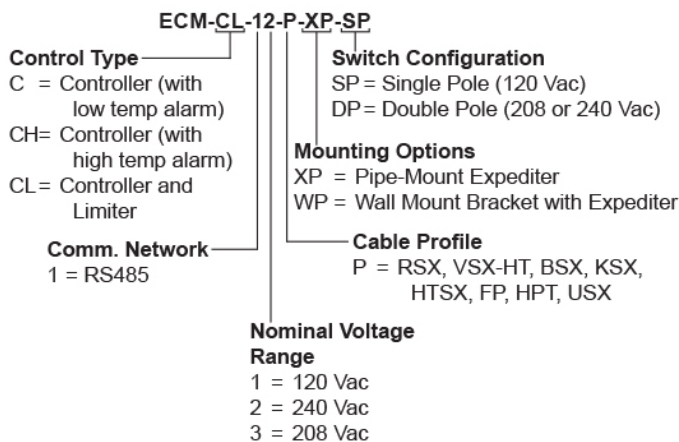 ECM-CL-12-P-XP-SP
Control Type
C = Controller (with
low temp alarm)
CH= Controller (with
high temp alarm)
CL= Controller and
Limiter
Switch Configuration
SP = Single Pole (120 Vac)
DP = Double Pole (208 or 240 Vac)
Mounting Options
XP = Pipe-Mount Expediter
WP = Wall Mount Bracket with Expediter
Comm. Network
1 = RS485
Cable Profile
P = RSX, VSX-HT, BSX, KSX,
HTSX, FP, HPT, USX
Nominal Voltage
Range
1 = 120 Vac
2 = 240 Vac
3 = 208 Vac